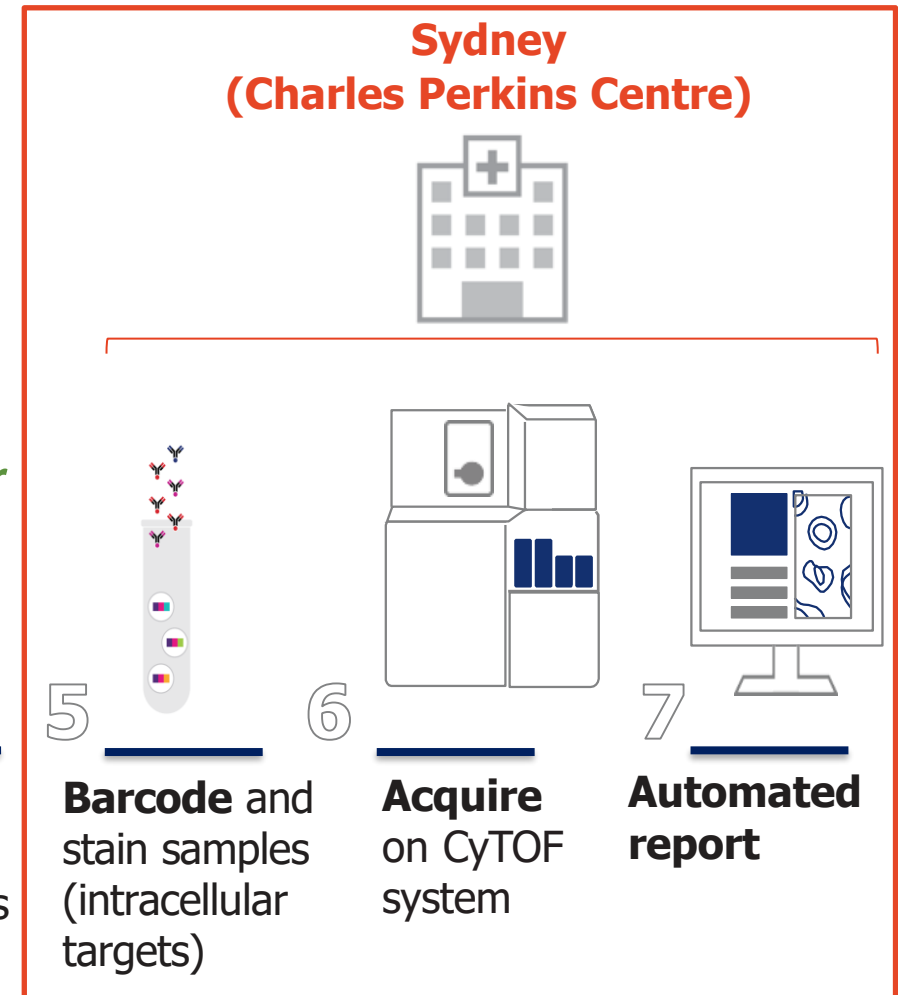 Sydney
(Charles Perkins Centre)
r
5
6
7
s
Barcode and
stain samples
(intracellular
targets)
Acquire
on CyTOF
system
Automated
report